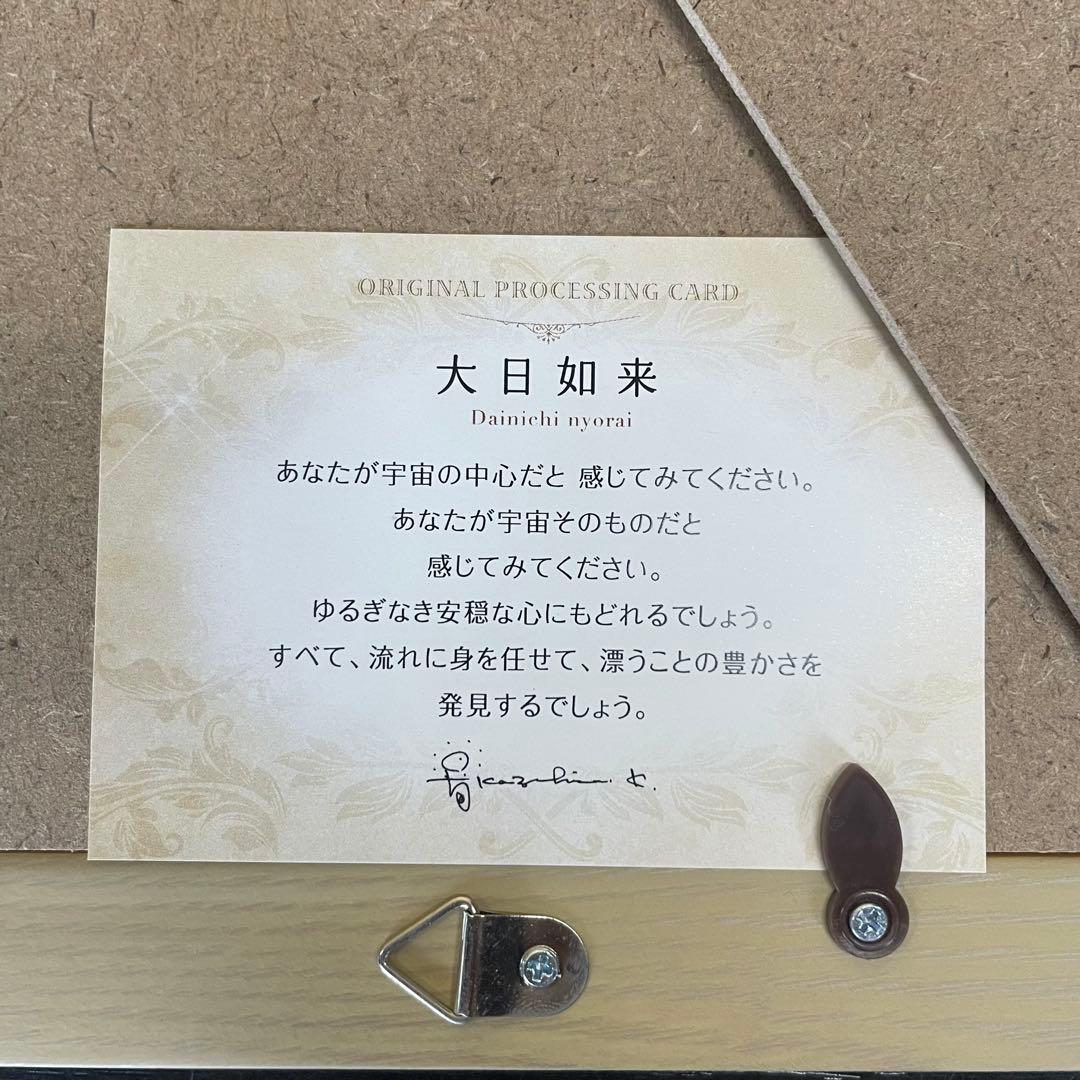 ORIGINAL PROCESSING CARD
大日如来
Dainichi nyorai
あなたが宇宙の中心だと 感じてみてください。
あなたが宇宙そのものだと
感じてみてください。
ゆるぎなき安穏な心にもどれるでしょう。
すべて、流れに身を任せて、漂うことの豊かさを
発見するでしょう。